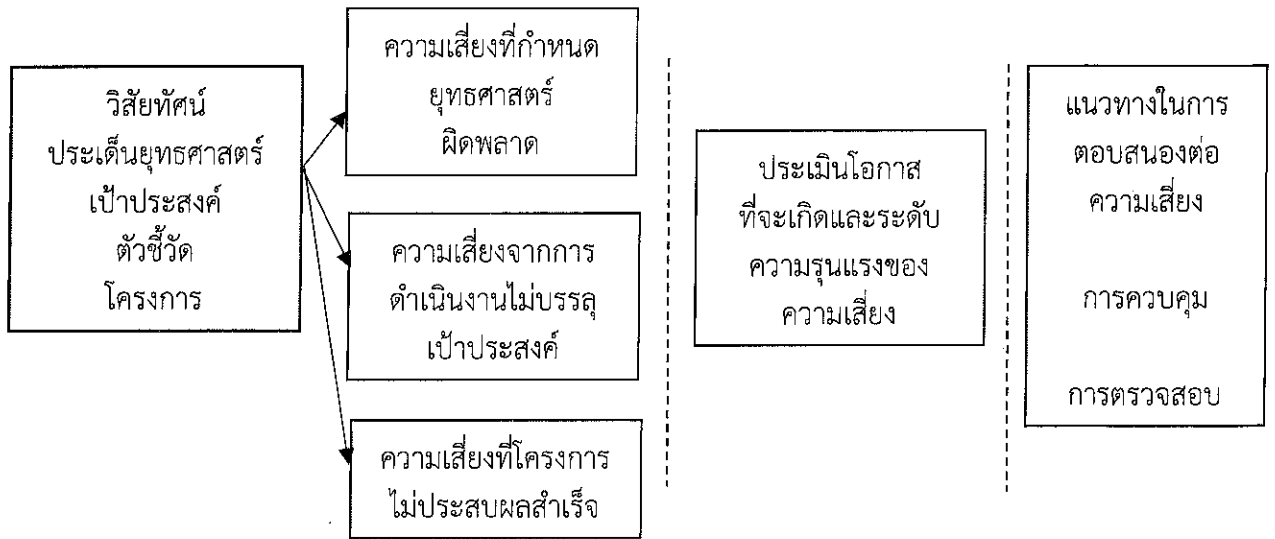 วิสัยทัศน์
ประเด็นยุทธศาสตร์
เป้าประสงค์
ตัวชี้วัด
โครงการ
ความเสี่ยงที่กำหนด
ยุทธศาสตร์
ผิดพลาด
ความเสี่ยงจากการ
ดำเนินงานไม่บรรลุ
เป้าประสงค์
ความเสี่ยงที่โครงการ
ไม่ประสบผลสำเร็จ
ประเมินโอกาส
ที่จะเกิดและระดับ
ความรุนแรงของ
ความเสี่ยง
แนวทางในการ
ตอบสนองต่อ
ความเสี่ยง
การควบคุม
การตรวจสอบ